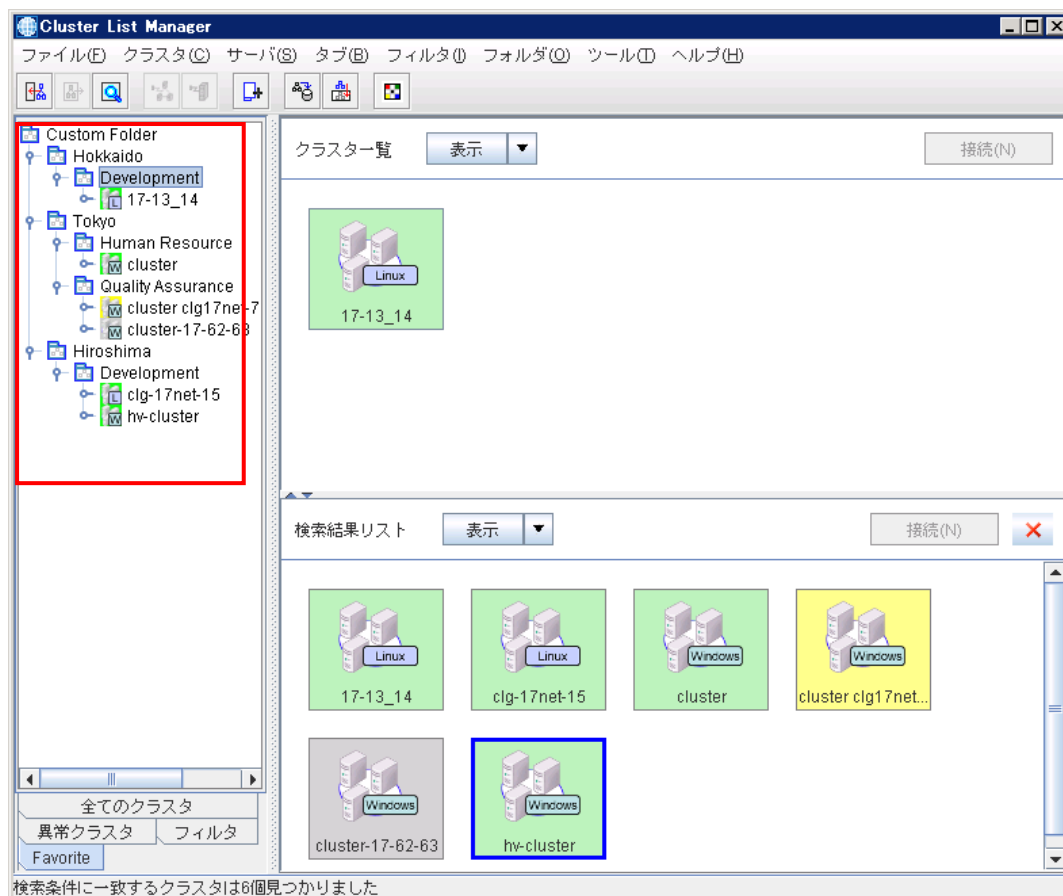 Cluster List Manager
ファイル(F) クラスタ(C) サーバ(S) タブ(B) フィルタ(I) フォルダ(O) ツール(T) ヘルプ(H)
Custom Folder
Hokkaido
Development
L 17-13_14
Tokyo
Human Resource
W cluster
Quality Assurance
W cluster clg17net-7
W cluster-17-62-63
Hiroshima
Development
L clg-17net-15
W hv-cluster
全てのクラスタ
異常クラスタ フィルタ
Favorite
クラスター覧 表示 接続(N)
Linux
17-13_14
検索結果リスト 表示 接続(N)
Linux Linux Windows Windows
17-13_14 clg-17net-15 cluster cluster clg17net...
Windows Windows
cluster-17-62-63 hv-cluster
検索条件に一致するクラスタは6個見つかりました